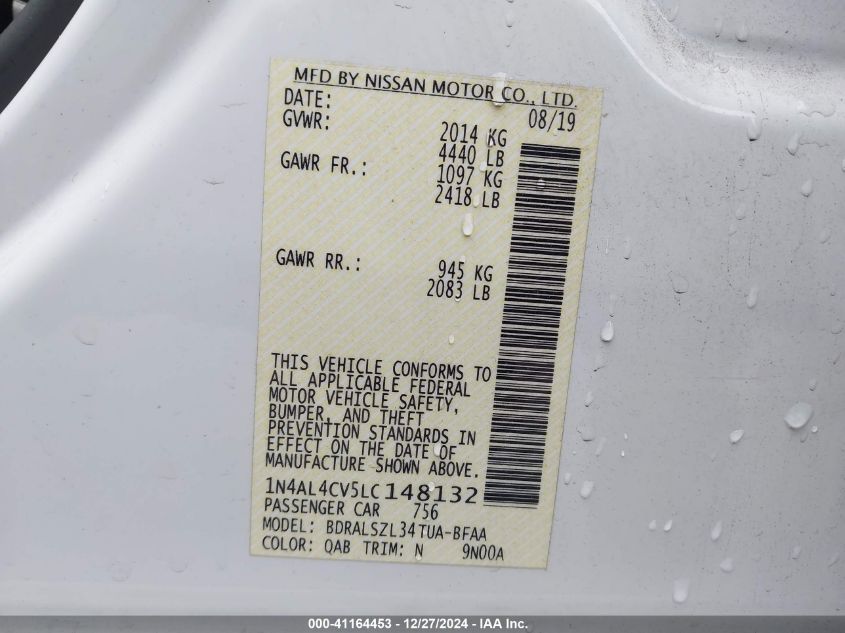 MFD BY NISSAN MOTOR CO., LTD.
DATE: 08/19
GVWR: 2014 KG
4440 LB
GAWR FR.: 1097 KG
2418 LB
GAWR RR.: 945 KG
2083 LB
THIS VEHICLE CONFORMS TO
ALL APPLICABLE FEDERAL
MOTOR VEHICLE SAFETY,
BUMPER, AND THEFT
PREVENTION STANDARDS IN
EFFECT ON THE DATE OF
MANUFACTURE SHOWN ABOVE.
1N4AL4CV5LC148132
PASSENGER CAR 756
MODEL: BDRALSZL34TUA-BFAA
COLOR: QAB TRIM: N 9N00A
000-41164453 - 12/27/2024 - IAA Inc.